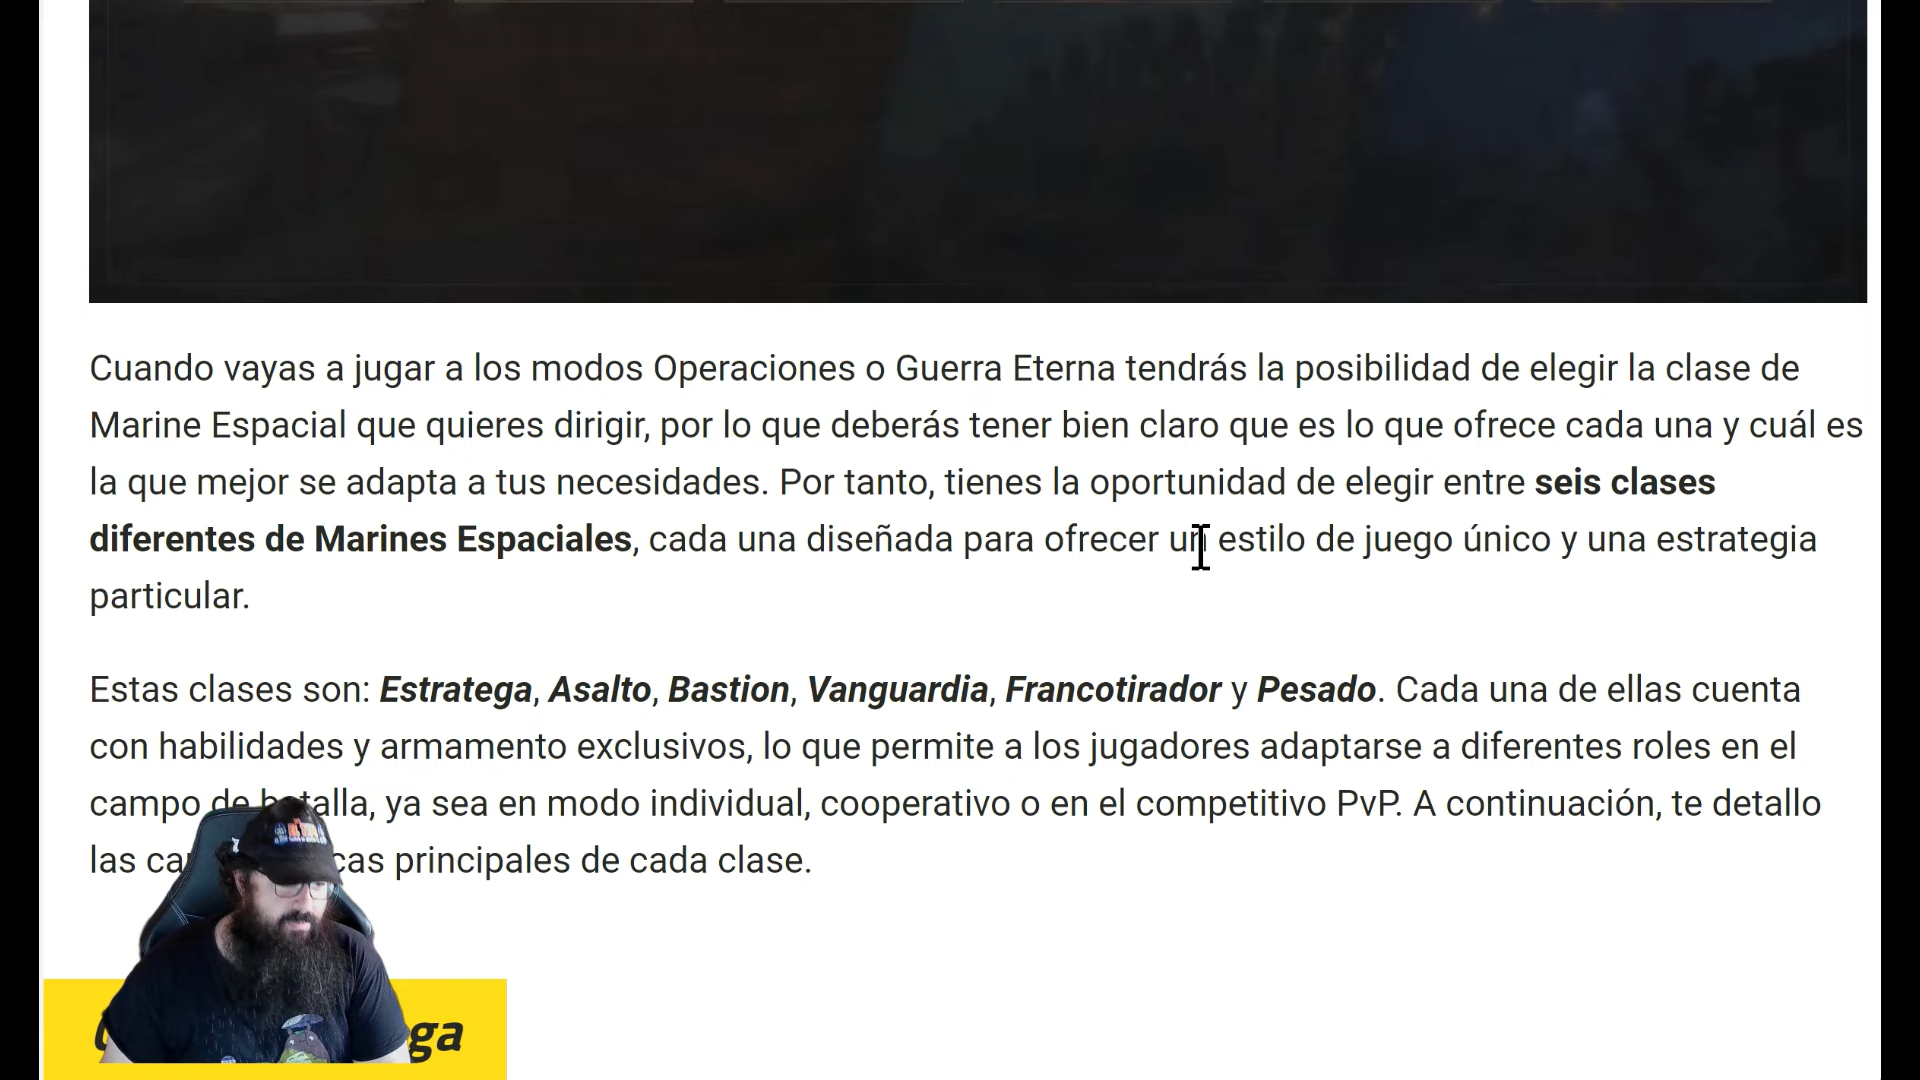 Cuando vayas a jugar a los modos Operaciones o Guerra Eterna tendrás la posibilidad de elegir la clase de
Marine Espacial que quieres dirigir, por lo que deberás tener bien claro que es lo que ofrece cada una y cuál es
la que mejor se adapta a tus necesidades. Por tanto, tienes la oportunidad de elegir entre seis clases
diferentes de Marines Espaciales, cada una diseñada para ofrecer un estilo de juego único y una estrategia
particular.
Estas clases son: Estratega, Asalto, Bastion, Vanguardia, Francotirador y Pesado. Cada una de ellas cuenta
con habilidades y armamento exclusivos, lo que permite a los jugadores adaptarse a diferentes roles en el
campo de batalla, ya sea en modo individual, cooperativo o en el competitivo PvP. A continuación, te detallo
las principales de cada clase.